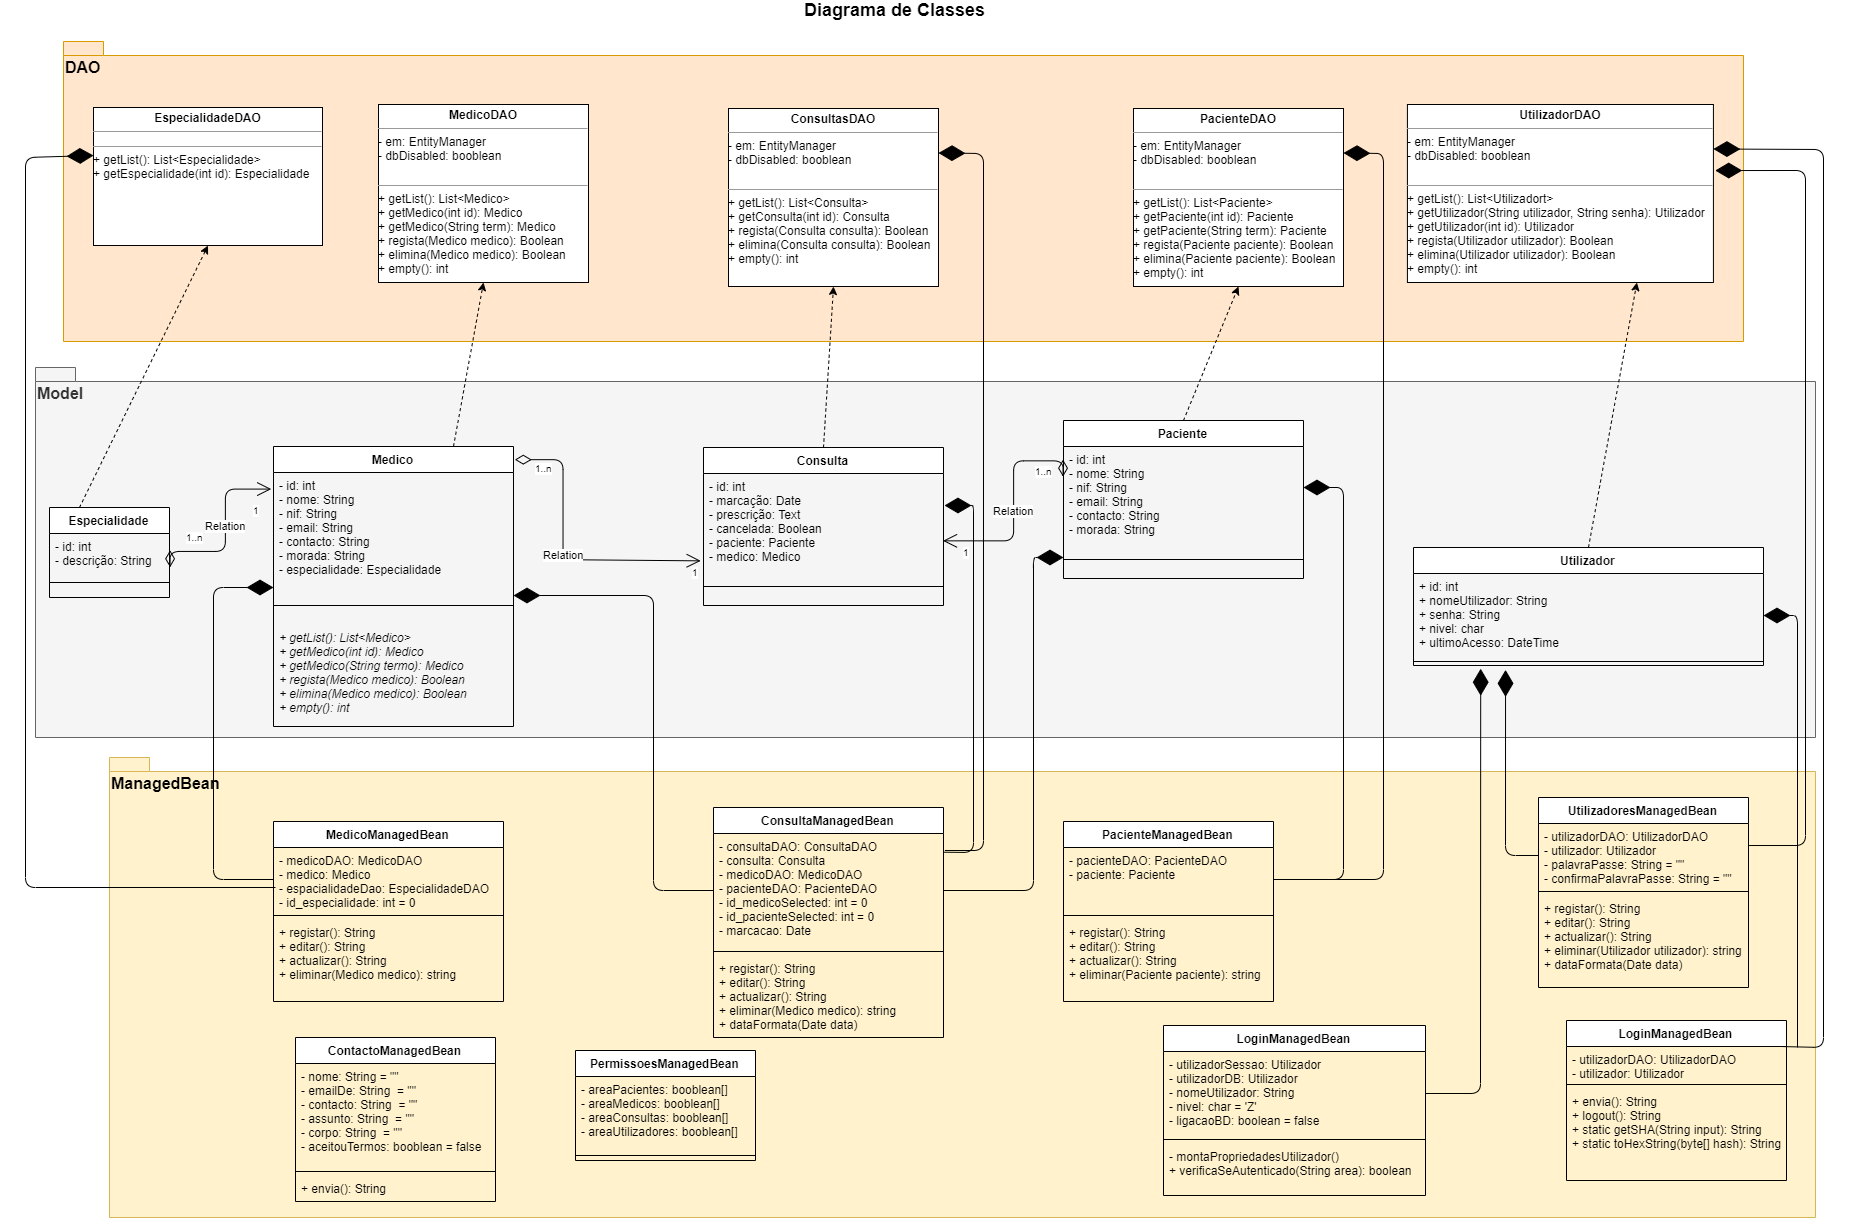 Diagrama de Classes
DAO
EspecialidadeDAO
+ getList(): List<Especialidade>
+ getEspecialidade(int id): Especialidade
MedicoDAO
- em: EntityManager
- dbDisabled: booblean
+ getList(): List<Medico>
+ getMedico(int id): Medico
+ getMedico(String term): Medico
+ regista(Medico medico): Boolean
+ elimina(Medico medico): Boolean
+ empty(): int
ConsultasDAO
- em: EntityManager
- dbDisabled: booblean
+ getList(): List<Consulta>
+ getConsulta(int id): Consulta
+ regista(Consulta consulta): Boolean
+ elimina(Consulta consulta): Boolean
+ empty(): int
PacienteDAO
- em: EntityManager
- dbDisabled: booblean
+ getList(): List<Paciente>
+ getPaciente(int id): Paciente
+ getPaciente(String term): Paciente
+ regista(Paciente paciente): Boolean
+ elimina(Paciente paciente): Boolean
+ empty(): int
UtilizadorDAO
- em: EntityManager
- dbDisabled: booblean
+ getList(): List<Utilizadort>
+ getUtilizador(String utilizador, String senha): Utilizador
+ getUtilizador(int id): Utilizador
+ regista(Utilizador utilizador): Boolean
+ elimina(Utilizador utilizador): Boolean
+ empty(): int
Model
Especialidade
- id: int
- descrição: String
1..n
Relation
1
Medico
- id: int
- nome: String
- nif: String
- email: String
- contacto: String
- morada: String
- especialidade: Especialidade
+ getList(): List<Medico>
+ getMedico(int id): Medico
+ getMedico(String termo): Medico
+ regista(Medico medico): Boolean
+ elimina(Medico medico): Boolean
+ empty(): int
1..n
Relation
1
Consulta
- id: int
- marcação: Date
- prescrição: Text
- cancelada: Boolean
- paciente: Paciente
- medico: Medico
1..n
Relation
1
Paciente
- id: int
- nome: String
- nif: String
- email: String
- contacto: String
- morada: String
Utilizador
+ id: int
+ nomeUtilizador: String
+ senha: String
+ nivel: char
+ ultimoAcesso: DateTime
ManagedBean
MedicoManagedBean
- medicoDAO: MedicoDAO
- medico: Medico
- espacialidadeDao: EspecialidadeDAO
- id_especialidade: int = 0
+ registar(): String
+ editar(): String
+ actualizar(): String
+ eliminar(Medico medico): string
ConsultaManagedBean
- consultaDAO: ConsultaDAO
- consulta: Consulta
- medicoDAO: MedicoDAO
- pacienteDAO: PacienteDAO
- id_medicoSelected: int = 0
- id_pacienteSelected: int = 0
- marcacao: Date
+ registar(): String
+ editar(): String
+ actualizar(): String
+ eliminar(Medico medico): string
+ dataFormata(Date data)
PacienteManagedBean
- pacienteDAO: PacienteDAO
- paciente: Paciente
+ registar(): String
+ editar(): String
+ actualizar(): String
+ eliminar(Paciente paciente): string
UtilizadoresManagedBean
- utilizadorDAO: UtilizadorDAO
- utilizador: Utilizador
- palavraPasse: String = ""
- confirmaPalavraPasse: String = ""
+ registar(): String
+ editar(): String
+ actualizar(): String
+ eliminar(Utilizador utilizador): string
+ dataFormata(Date data)
ContactoManagedBean
- nome: String = ""
- emailDe: String = ""
- contacto: String = ""
- assunto: String = ""
- corpo: String = ""
- aceitouTermos: booblean = false
+ envia(): String
PermissoesManagedBean
- areaPacientes: booblean[]
- areaMedicos: booblean[]
- areaConsultas: booblean[]
- areaUtilizadores: booblean[]
LoginManagedBean
- utilizadorSessao: Utilizador
- utilizadorDB: Utilizador
- nomeUtilizador: String
- nivel: char = 'Z'
- ligacaoBD: boolean = false
- montaPropriedadesUtilizador()
+ verificaSeAutenticado(String area): boolean
LoginManagedBean
- utilizadorDAO: UtilizadorDAO
- utilizador: Utilizador
+ envia(): String
+ logout(): String
+ static getSHA(String input): String
+ static toHexString(byte[] hash): String